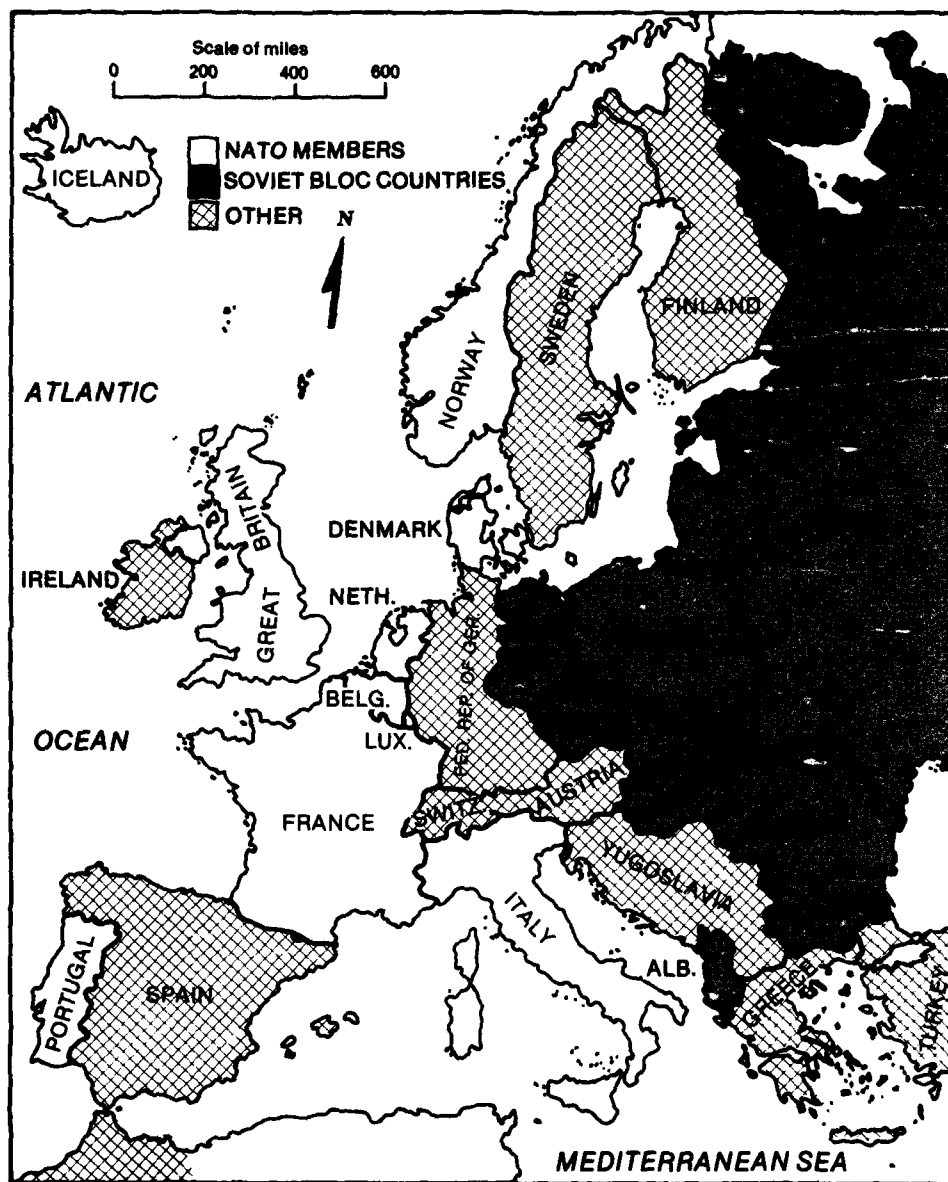 Scale of miles
0 200 400 600
NATO MEMBERS
SOVIET BLOC COUNTRIES
OTHER
N
ICELAND
SWEDEN
FINLAND
NORWAY
ATLANTIC
GREAT BRITAIN
DENMARK
IRELAND
NETH.
FED. REP. OF GER.
BELG.
OCEAN
LUX.
FRANCE
SWITZ.
AUSTRIA
YUGOSLAVIA
ITALY
ALB.
PORTUGAL
SPAIN
GREECE
TURKEY
MEDITERRANEAN SEA